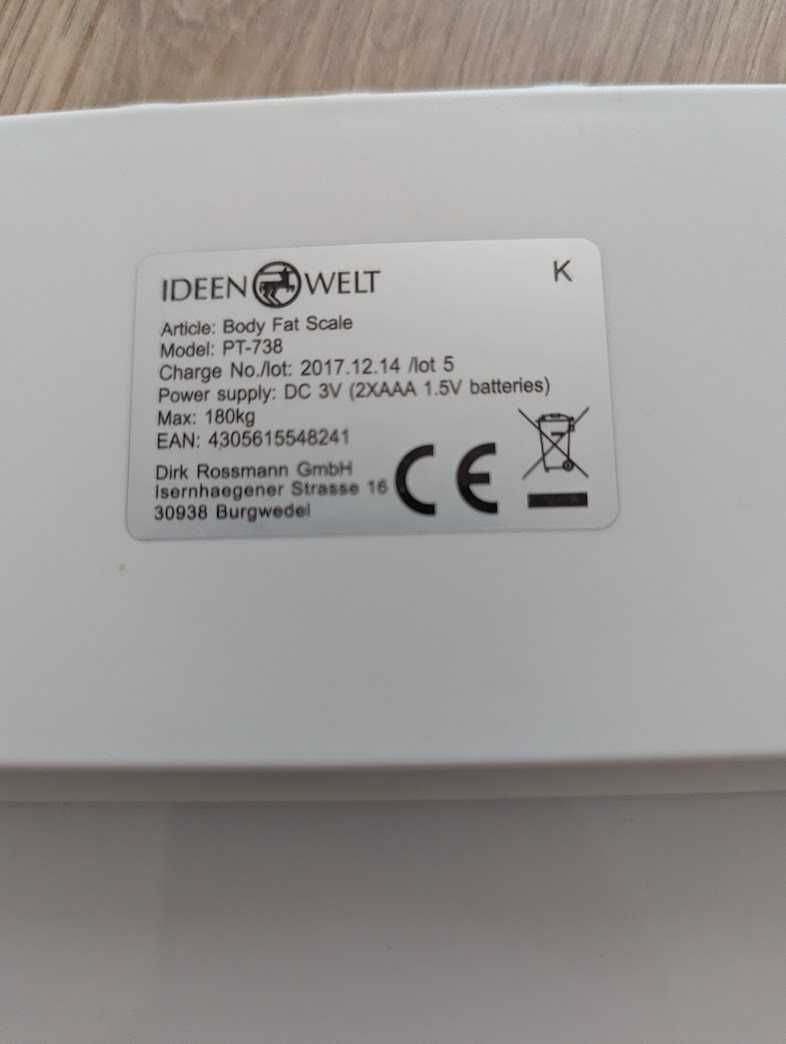 IDEEN WELT
K
Article: Body Fat Scale
Model: PT-738
Charge No./lot: 2017.12.14 /lot 5
Power supply: DC 3V (2XAAA 1.5V batteries)
Max: 180kg
EAN: 4305615548241
Dirk Rossmann GmbH
Isernhaegener Strasse 16
30938 Burgwedel
CE